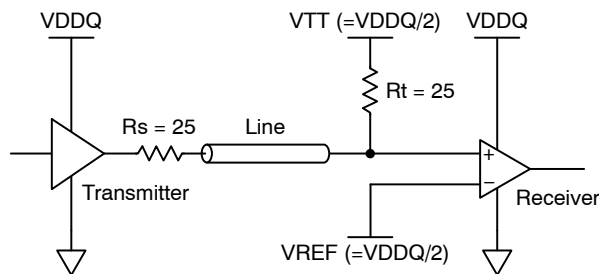 VDDQ
VTT (=VDDQ/2)
VDDQ
Rt = 25
Rs = 25
Line
+
−
Transmitter
Receiver
VREF (=VDDQ/2)